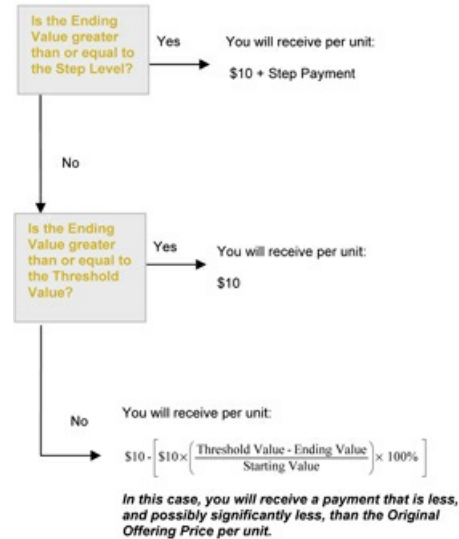 Is the Ending
Value greater
than or equal to
the Step Level?
Yes
You will receive per unit:
$10 + Step Payment
No
Is the Ending
Value greater
than or equal to
the Threshold
Value?
Yes
You will receive per unit:
$10
No
You will receive per unit:
$10 - [ $10 × ( Threshold Value - Ending Value / Starting Value ) × 100% ]
In this case, you will receive a payment that is less,
and possibly significantly less, than the Original
Offering Price per unit.